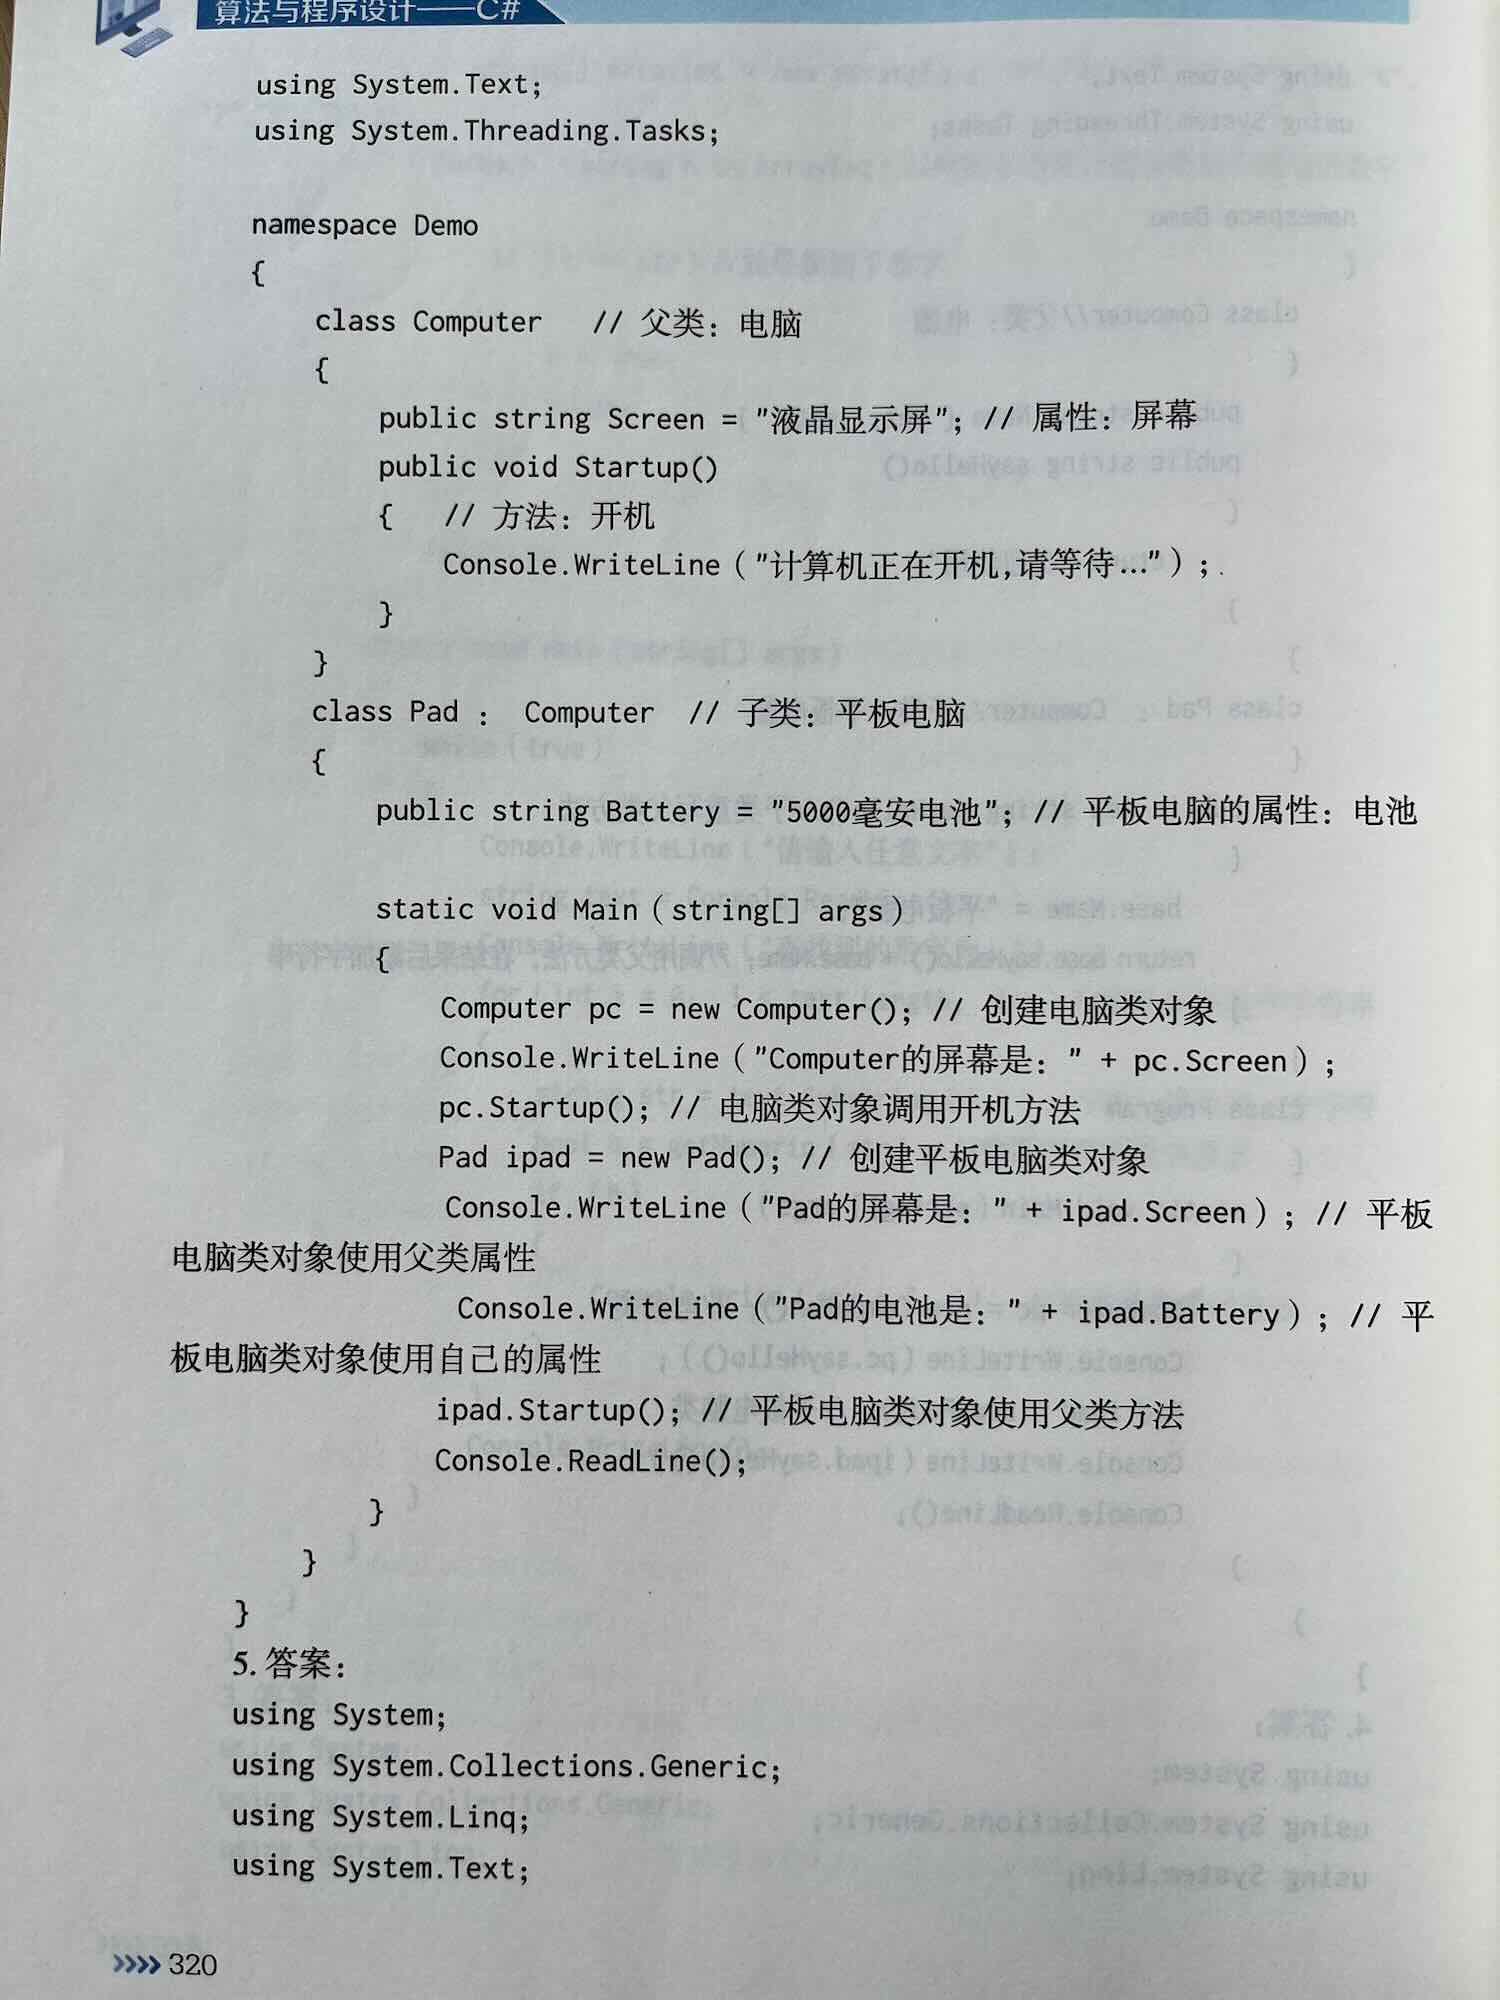 算法与程序设计——C#
using System.Text;
using System.Threading.Tasks;
namespace Demo
{
class Computer // 父类：电脑
{
public string Screen = "液晶显示屏"; // 属性：屏幕
public void Startup()
{ // 方法：开机
Console.WriteLine("计算机正在开机,请等待...");
}
}
class Pad : Computer // 子类：平板电脑
{
public string Battery = "5000毫安电池"; // 平板电脑的属性：电池
static void Main(string[] args)
{
Computer pc = new Computer(); // 创建电脑类对象
Console.WriteLine("Computer的屏幕是：" + pc.Screen);
pc.Startup(); // 电脑类对象调用开机方法
Pad ipad = new Pad(); // 创建平板电脑类对象
Console.WriteLine("Pad的屏幕是：" + ipad.Screen); // 平板
电脑类对象使用父类属性
Console.WriteLine("Pad的电池是：" + ipad.Battery); // 平
板电脑类对象使用自己的属性
ipad.Startup(); // 平板电脑类对象使用父类方法
Console.ReadLine();
}
}
}
5. 答案：
using System;
using System.Collections.Generic;
using System.Linq;
using System.Text;
»»» 320